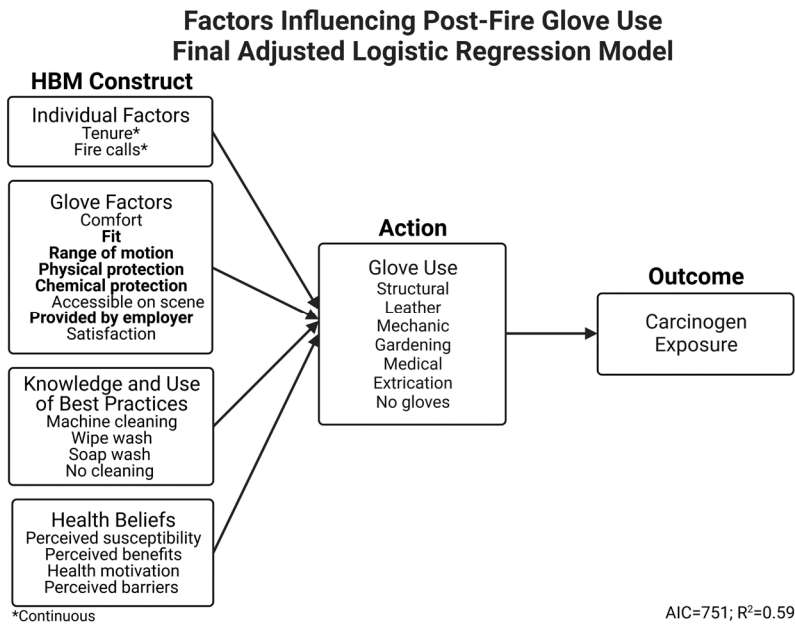 Factors Influencing Post-Fire Glove Use
Final Adjusted Logistic Regression Model
HBM Construct
Individual Factors
Tenure*
Fire calls*
Glove Factors
Comfort
Fit
Range of motion
Physical protection
Chemical protection
Accessible on scene
Provided by employer
Satisfaction
Knowledge and Use
of Best Practices
Machine cleaning
Wipe wash
Soap wash
No cleaning
Health Beliefs
Perceived susceptibility
Perceived benefits
Health motivation
Perceived barriers
*Continuous
Action
Glove Use
Structural
Leather
Mechanic
Gardening
Medical
Extrication
No gloves
Outcome
Carcinogen
Exposure
AIC=751; R²=0.59